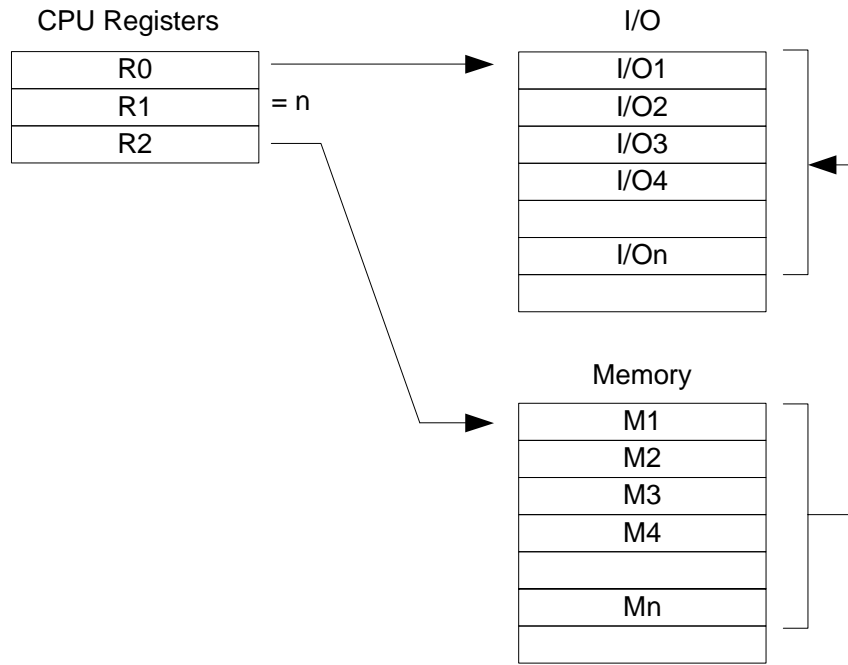 CPU Registers
R0
R1
= n
R2
I/O
I/O1
I/O2
I/O3
I/O4
I/On
Memory
M1
M2
M3
M4
Mn